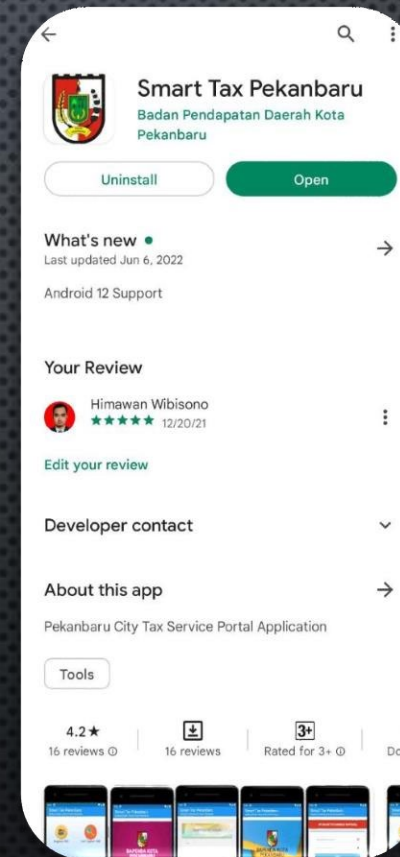 Smart Tax Pekanbaru
Badan Pendapatan Daerah Kota
Pekanbaru
Uninstall
Open
What's new
Last updated Jun 6, 2022
Android 12 Support
Your Review
Himawan Wibisono
★★★★★ 12/20/21
Edit your review
Developer contact
About this app
Pekanbaru City Tax Service Portal Application
Tools
4.2★
16 reviews
16 reviews
3+
Rated for 3+
Do